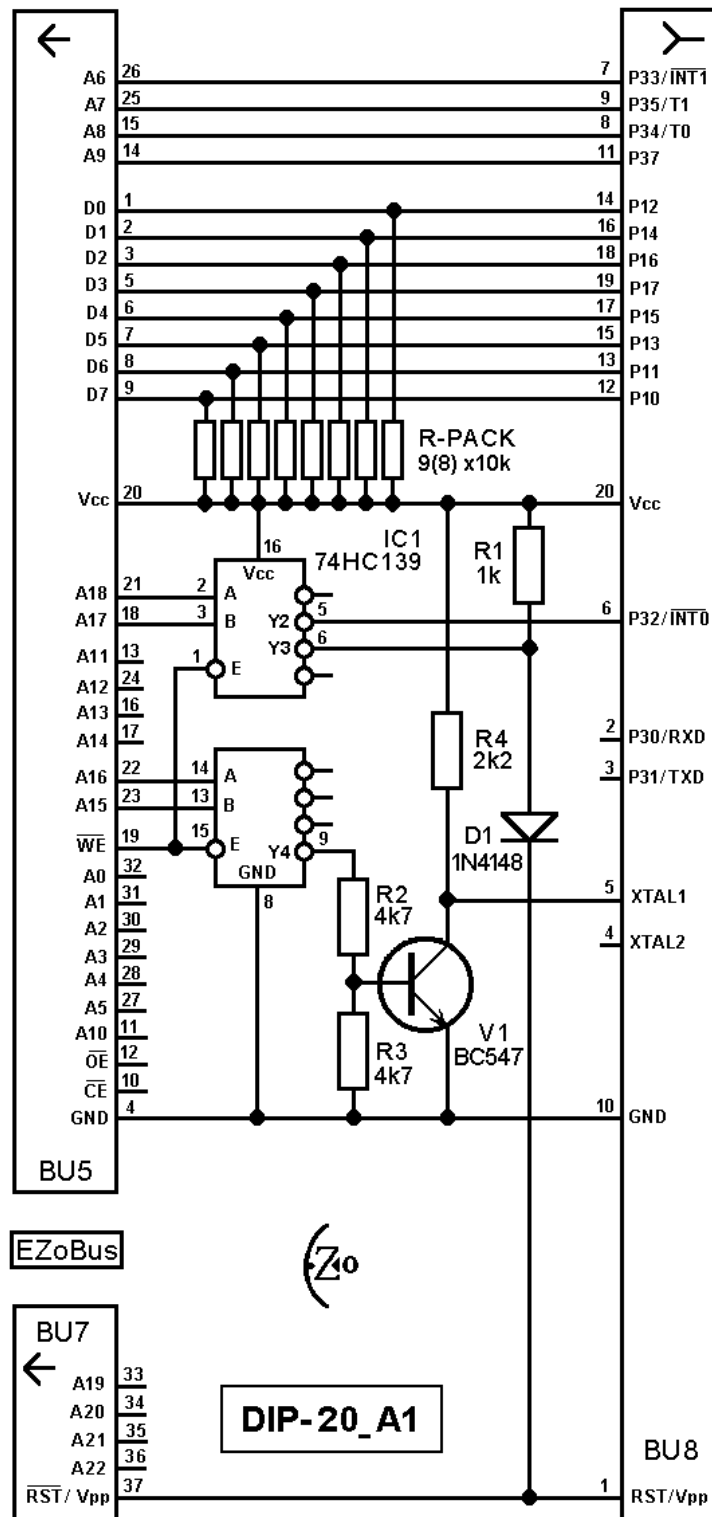 A6 26 7 P33/INT1
A7 25 9 P35/T1
A8 15 8 P34/T0
A9 14 11 P37
D0 1 14 P12
D1 2 16 P14
D2 3 18 P16
D3 5 19 P17
D4 6 17 P15
D5 7 15 P13
D6 8 13 P11
D7 9 12 P10
R-PACK
9(8) x10k
Vcc 20 20 Vcc
16 IC1
74HC139
Vcc
R1
1k
A18 21 2 A
A17 18 3 B Y2 5 6 P32/INT0
Y3 6
A11 13 1 E
A12 24
A13 16
A14 17
2 P30/RXD
R4
2k2
3 P31/TXD
A16 22 14 A
A15 23 13 B
WE 19 15 E Y4 9
GND
8
D1
1N4148
A0 32
A1 31
A2 30
A3 29
A4 28
A5 27
A10 11
OE 12
CE 10
R2
4k7
5 XTAL1
4 XTAL2
V1
BC547
R3
4k7
GND 4 10 GND
BU5
EZoBus
Zo
BU7
A19 33
A20 34
A21 35
A22 36
DIP-20_A1
BU8
RST/Vpp 37 1 RST/Vpp